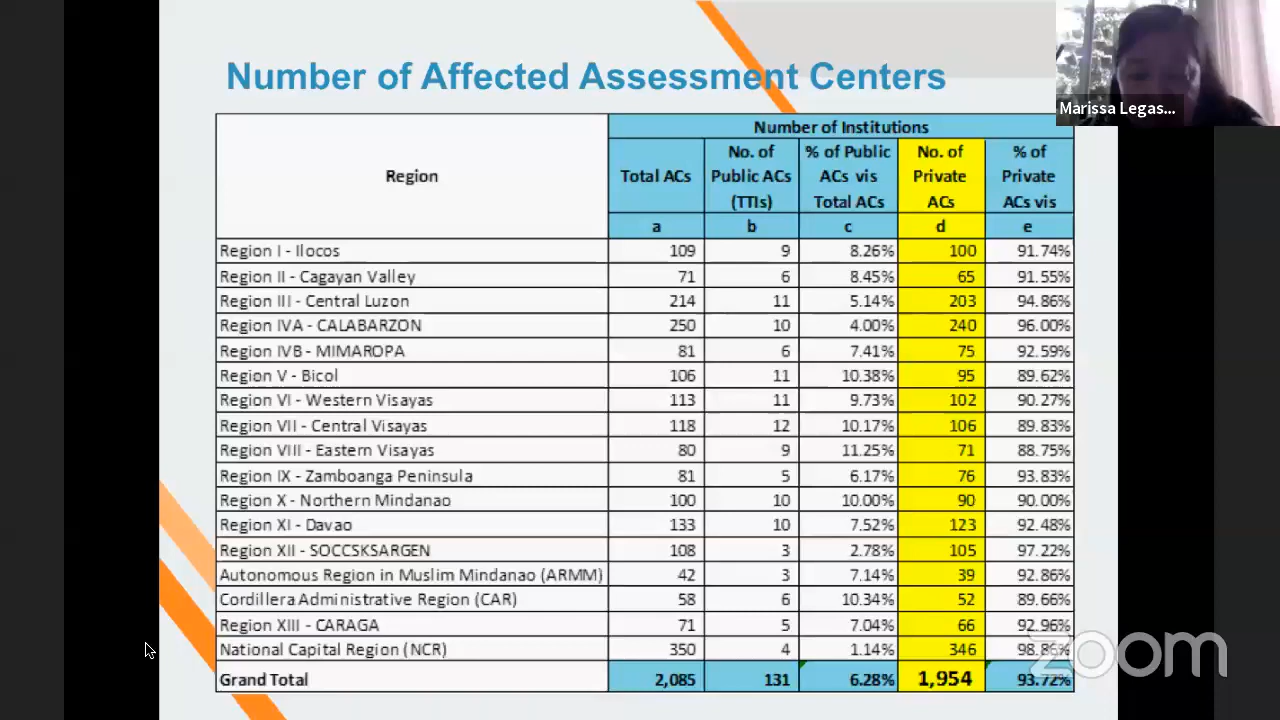 Number of Affected Assessment Centers
Marissa Legas...
Region
Number of Institutions
Total ACs
No. of Public ACs (TTIs)
% of Public ACs vis Total ACs
No. of Private ACs
% of Private ACs vis
a b c d e
Region I - Ilocos 109 9 8.26% 100 91.74%
Region II - Cagayan Valley 71 6 8.45% 65 91.55%
Region III - Central Luzon 214 11 5.14% 203 94.86%
Region IVA - CALABARZON 250 10 4.00% 240 96.00%
Region IVB - MIMAROPA 81 6 7.41% 75 92.59%
Region V - Bicol 106 11 10.38% 95 89.62%
Region VI - Western Visayas 113 11 9.73% 102 90.27%
Region VII - Central Visayas 118 12 10.17% 106 89.83%
Region VIII - Eastern Visayas 80 9 11.25% 71 88.75%
Region IX - Zamboanga Peninsula 81 5 6.17% 76 93.83%
Region X - Northern Mindanao 100 10 10.00% 90 90.00%
Region XI - Davao 133 10 7.52% 123 92.48%
Region XII - SOCCSKSARGEN 108 3 2.78% 105 97.22%
Autonomous Region in Muslim Mindanao (ARMM) 42 3 7.14% 39 92.86%
Cordillera Administrative Region (CAR) 58 6 10.34% 52 89.66%
Region XIII - CARAGA 71 5 7.04% 66 92.96%
National Capital Region (NCR) 350 4 1.14% 346 98.86%
Grand Total 2,085 131 6.28% 1,954 93.72%
zoom